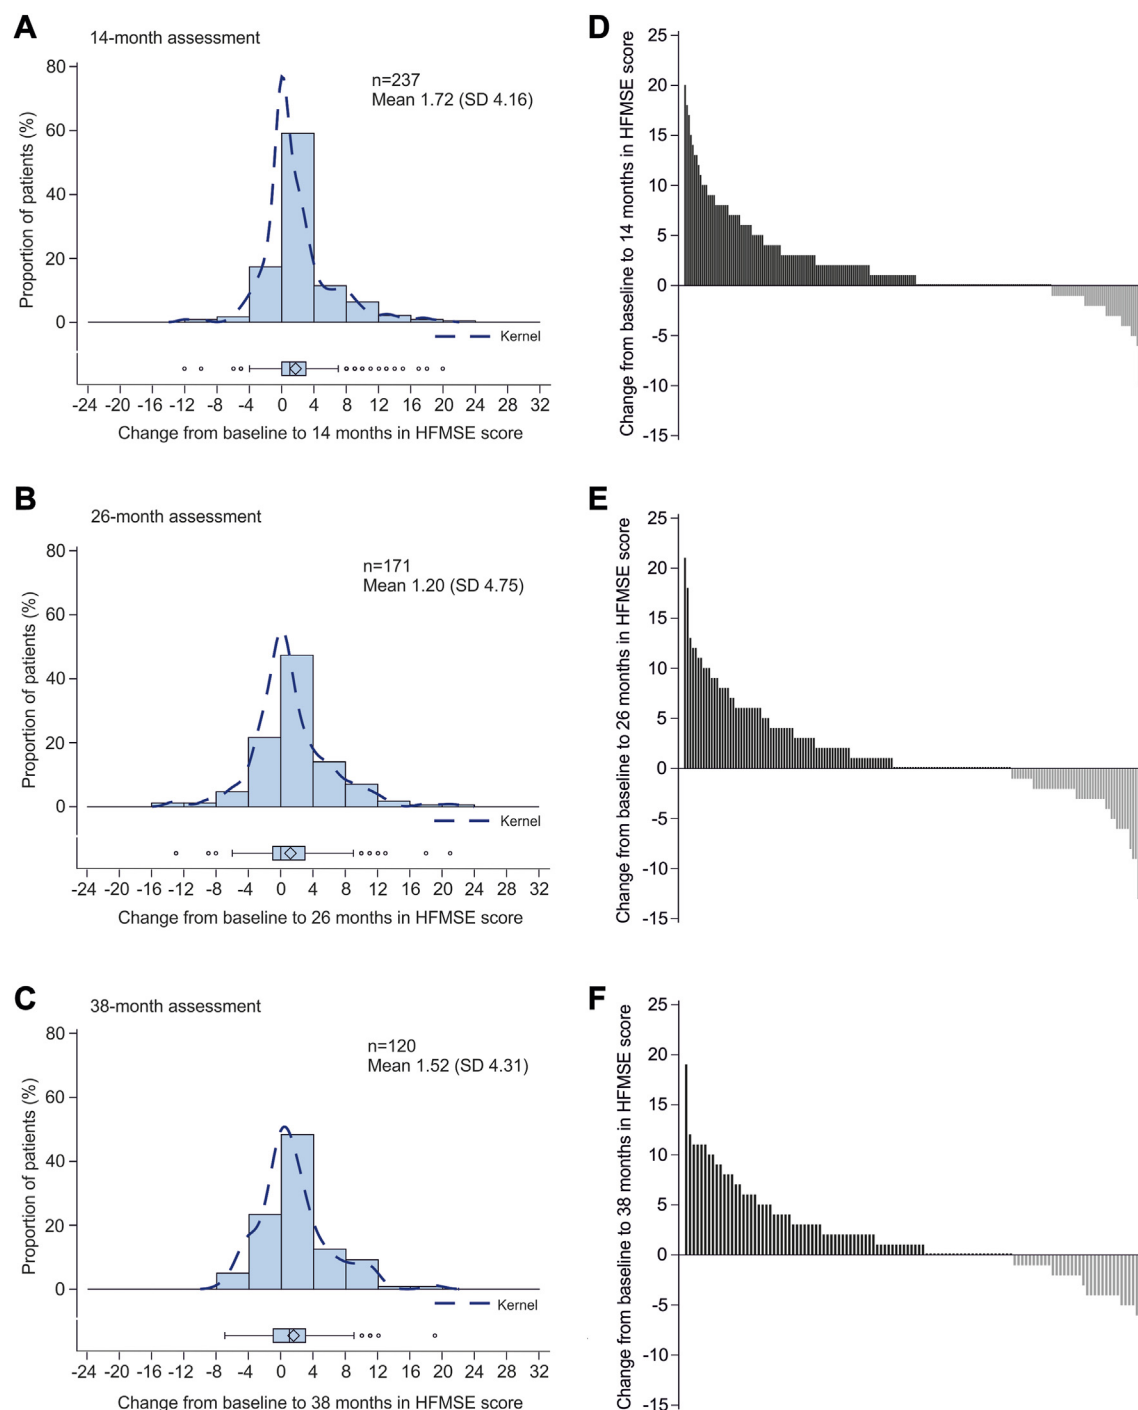 A
14-month assessment
n=237
Mean 1.72 (SD 4.16)
Proportion of patients (%)
80
60
40
20
0
Kernel
-24 -20 -16 -12 -8 -4 0 4 8 12 16 20 24 28 32
Change from baseline to 14 months in HFMSE score
D
Change from baseline to 14 months in HFMSE score
25
20
15
10
5
0
-5
-10
-15
B
26-month assessment
n=171
Mean 1.20 (SD 4.75)
Proportion of patients (%)
80
60
40
20
0
Kernel
-24 -20 -16 -12 -8 -4 0 4 8 12 16 20 24 28 32
Change from baseline to 26 months in HFMSE score
E
Change from baseline to 26 months in HFMSE score
25
20
15
10
5
0
-5
-10
-15
C
38-month assessment
n=120
Mean 1.52 (SD 4.31)
Proportion of patients (%)
80
60
40
20
0
Kernel
-24 -20 -16 -12 -8 -4 0 4 8 12 16 20 24 28 32
Change from baseline to 38 months in HFMSE score
F
Change from baseline to 38 months in HFMSE score
25
20
15
10
5
0
-5
-10
-15